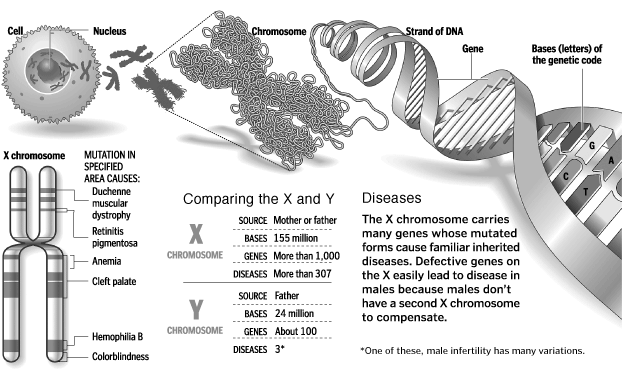 Cell
Nucleus
Chromosome
Strand of DNA
Gene
Bases (letters) of
the genetic code
G
A
C
T
X chromosome
MUTATION IN
SPECIFIED
AREA CAUSES:
Duchenne
muscular
dystrophy
Retinitis
pigmentosa
Anemia
Cleft palate
Hemophilia B
Colorblindness
Comparing the X and Y
X
CHROMOSOME
SOURCE Mother or father
BASES 155 million
GENES More than 1,000
DISEASES More than 307
Y
CHROMOSOME
SOURCE Father
BASES 24 million
GENES About 100
DISEASES 3*
Diseases
The X chromosome carries
many genes whose mutated
forms cause familiar inherited
diseases. Defective genes on
the X easily lead to disease in
males because males don't
have a second X chromosome
to compensate.
*One of these, male infertility has many variations.